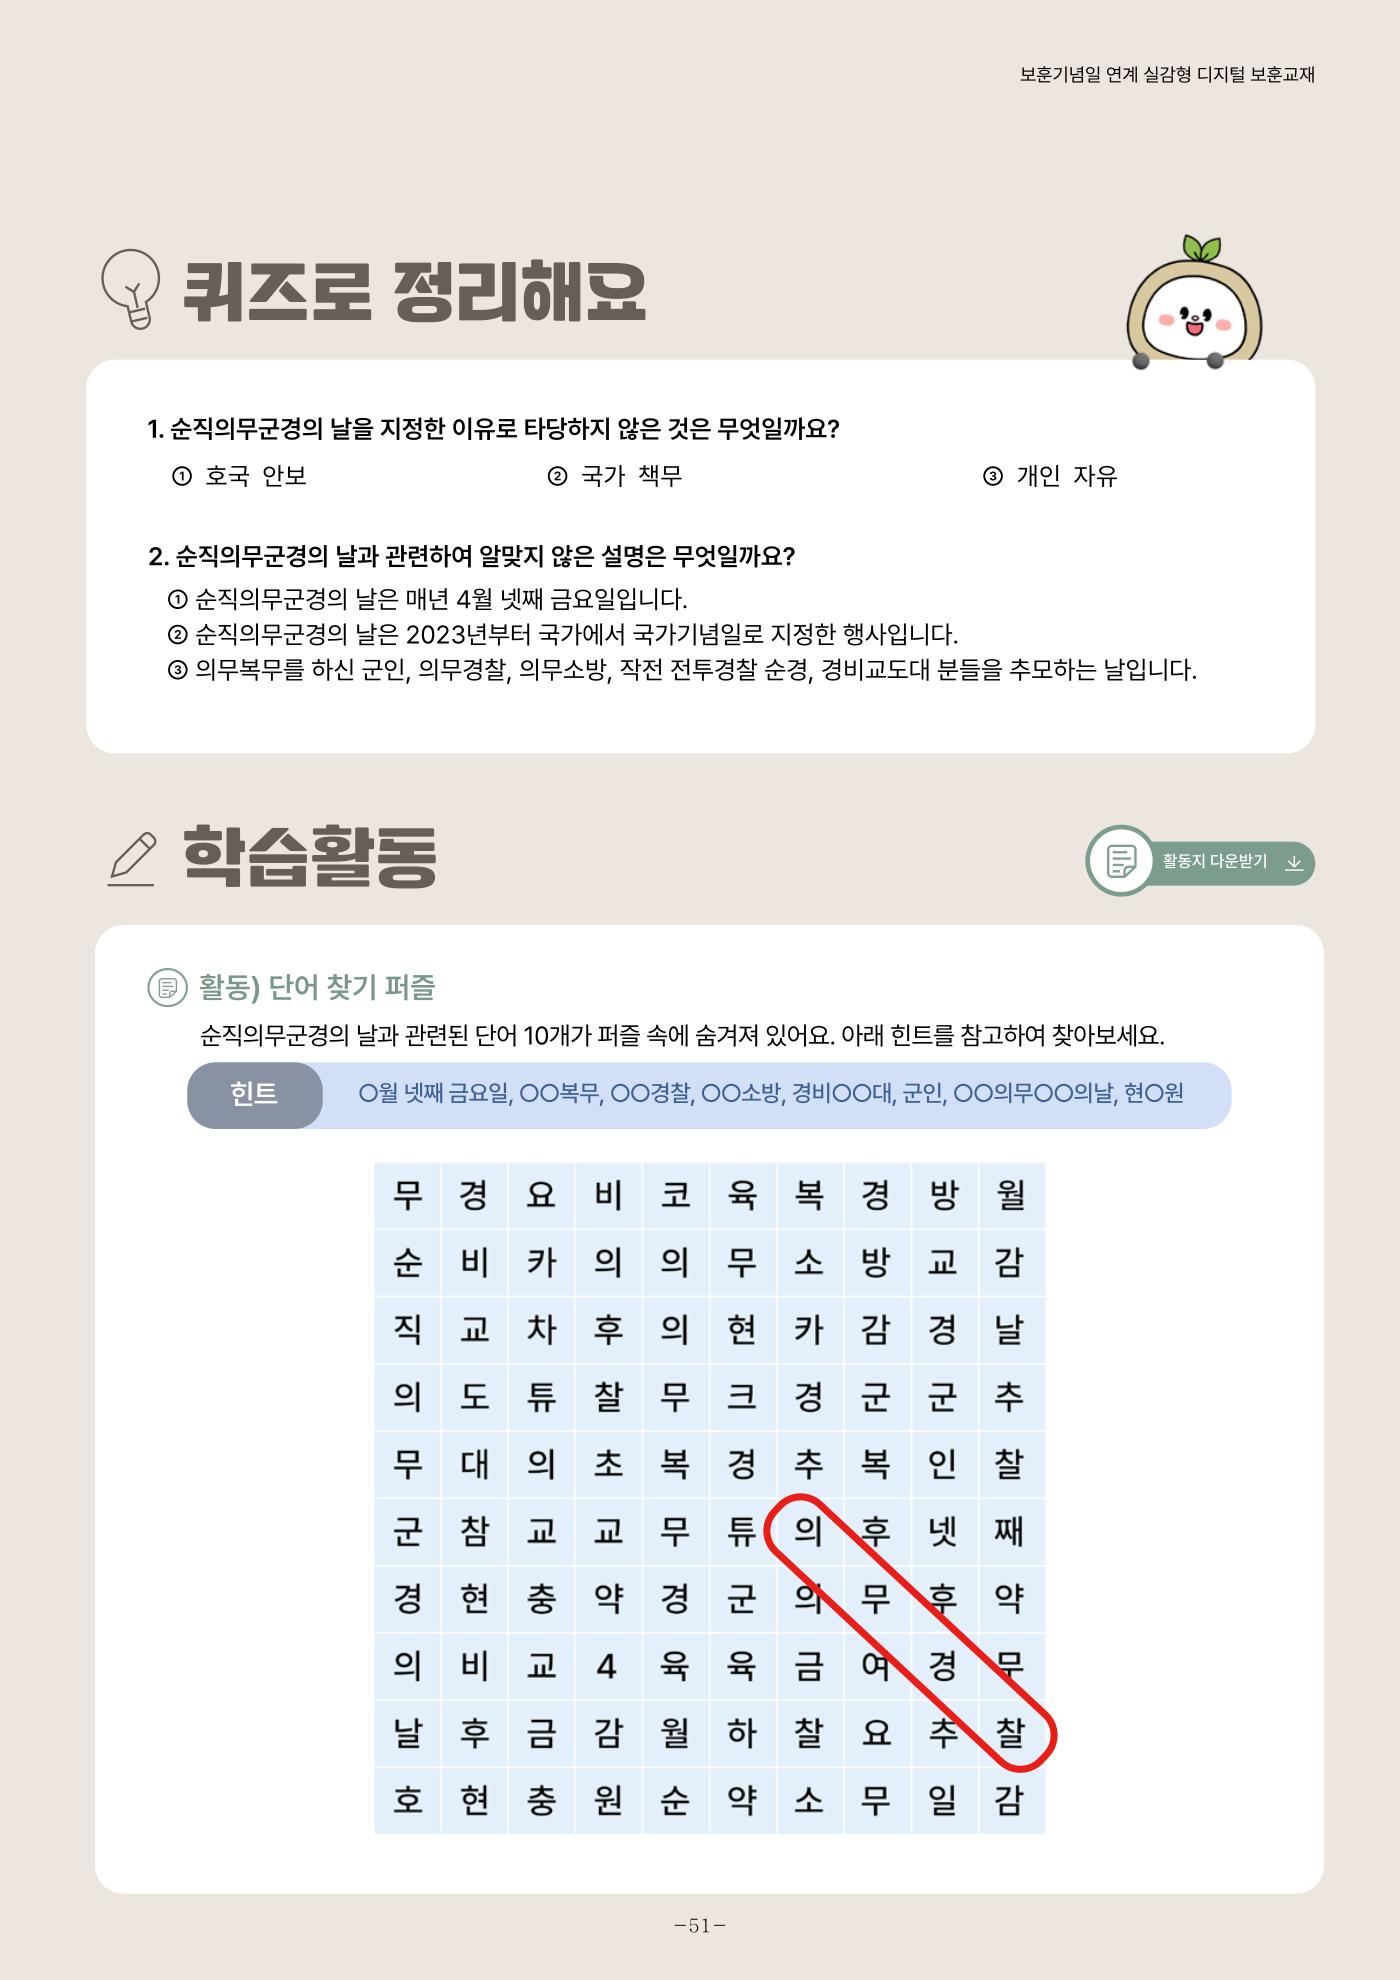 보훈기념일 연계 실감형 디지털 보훈교재
퀴즈로 정리해요
1. 순직의무군경의 날을 지정한 이유로 타당하지 않은 것은 무엇일까요?
① 호국 안보 ② 국가 책무 ③ 개인 자유
2. 순직의무군경의 날과 관련하여 알맞지 않은 설명은 무엇일까요?
① 순직의무군경의 날은 매년 4월 넷째 금요일입니다.
② 순직의무군경의 날은 2023년부터 국가에서 국가기념일로 지정한 행사입니다.
③ 의무복무를 하신 군인, 의무경찰, 의무소방, 작전 전투경찰 순경, 경비교도대 분들을 추모하는 날입니다.
학습활동
활동지 다운받기
활동) 단어 찾기 퍼즐
순직의무군경의 날과 관련된 단어 10개가 퍼즐 속에 숨겨져 있어요. 아래 힌트를 참고하여 찾아보세요.
힌트 ○월 넷째 금요일, ○○복무, ○○경찰, ○○소방, 경비○○대, 군인, ○○의무○○의날, 현○원
무 경 요 비 코 육 복 경 방 월
순 비 카 의 의 무 소 방 교 감
직 교 차 후 의 현 카 감 경 날
의 도 튜 찰 무 크 경 군 군 추
무 대 의 초 복 경 추 복 인 찰
군 참 교 교 무 튜 의 후 넷 째
경 현 충 약 경 군 의 무 후 약
의 비 교 4 육 육 금 여 경 무
날 후 금 감 월 하 찰 요 추 찰
호 현 충 원 순 약 소 무 일 감
-51-